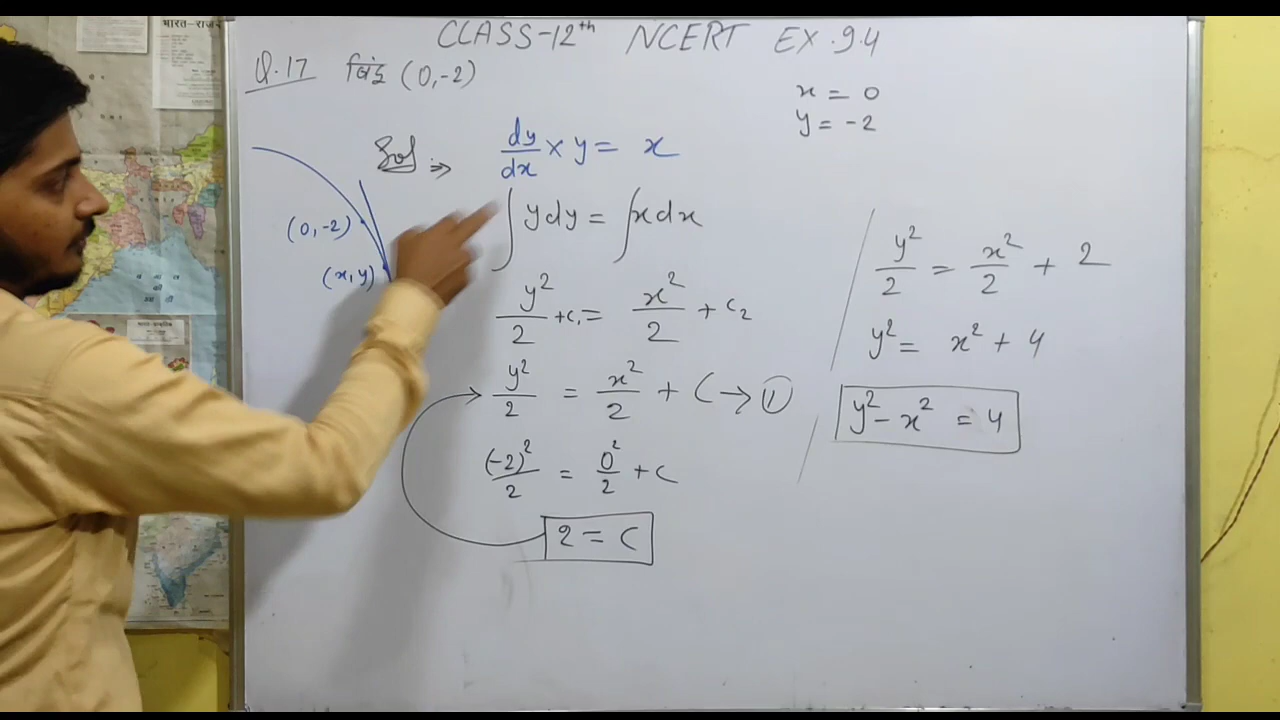 भारत-राजन
CLASS-12th NCERT EX.9.4
Q.17 बिंदु (0,-2)
x = 0
y = -2
Sol ⇒ dy/dx × y = x
∫ y dy = ∫ x dx
(0,-2)
(x,y)
y²/2 + c₁ = x²/2 + c₂
y²/2 = x²/2 + C → ①
(-2)²/2 = 0²/2 + C
2 = C
y²/2 = x²/2 + 2
y² = x² + 4
y² - x² = 4